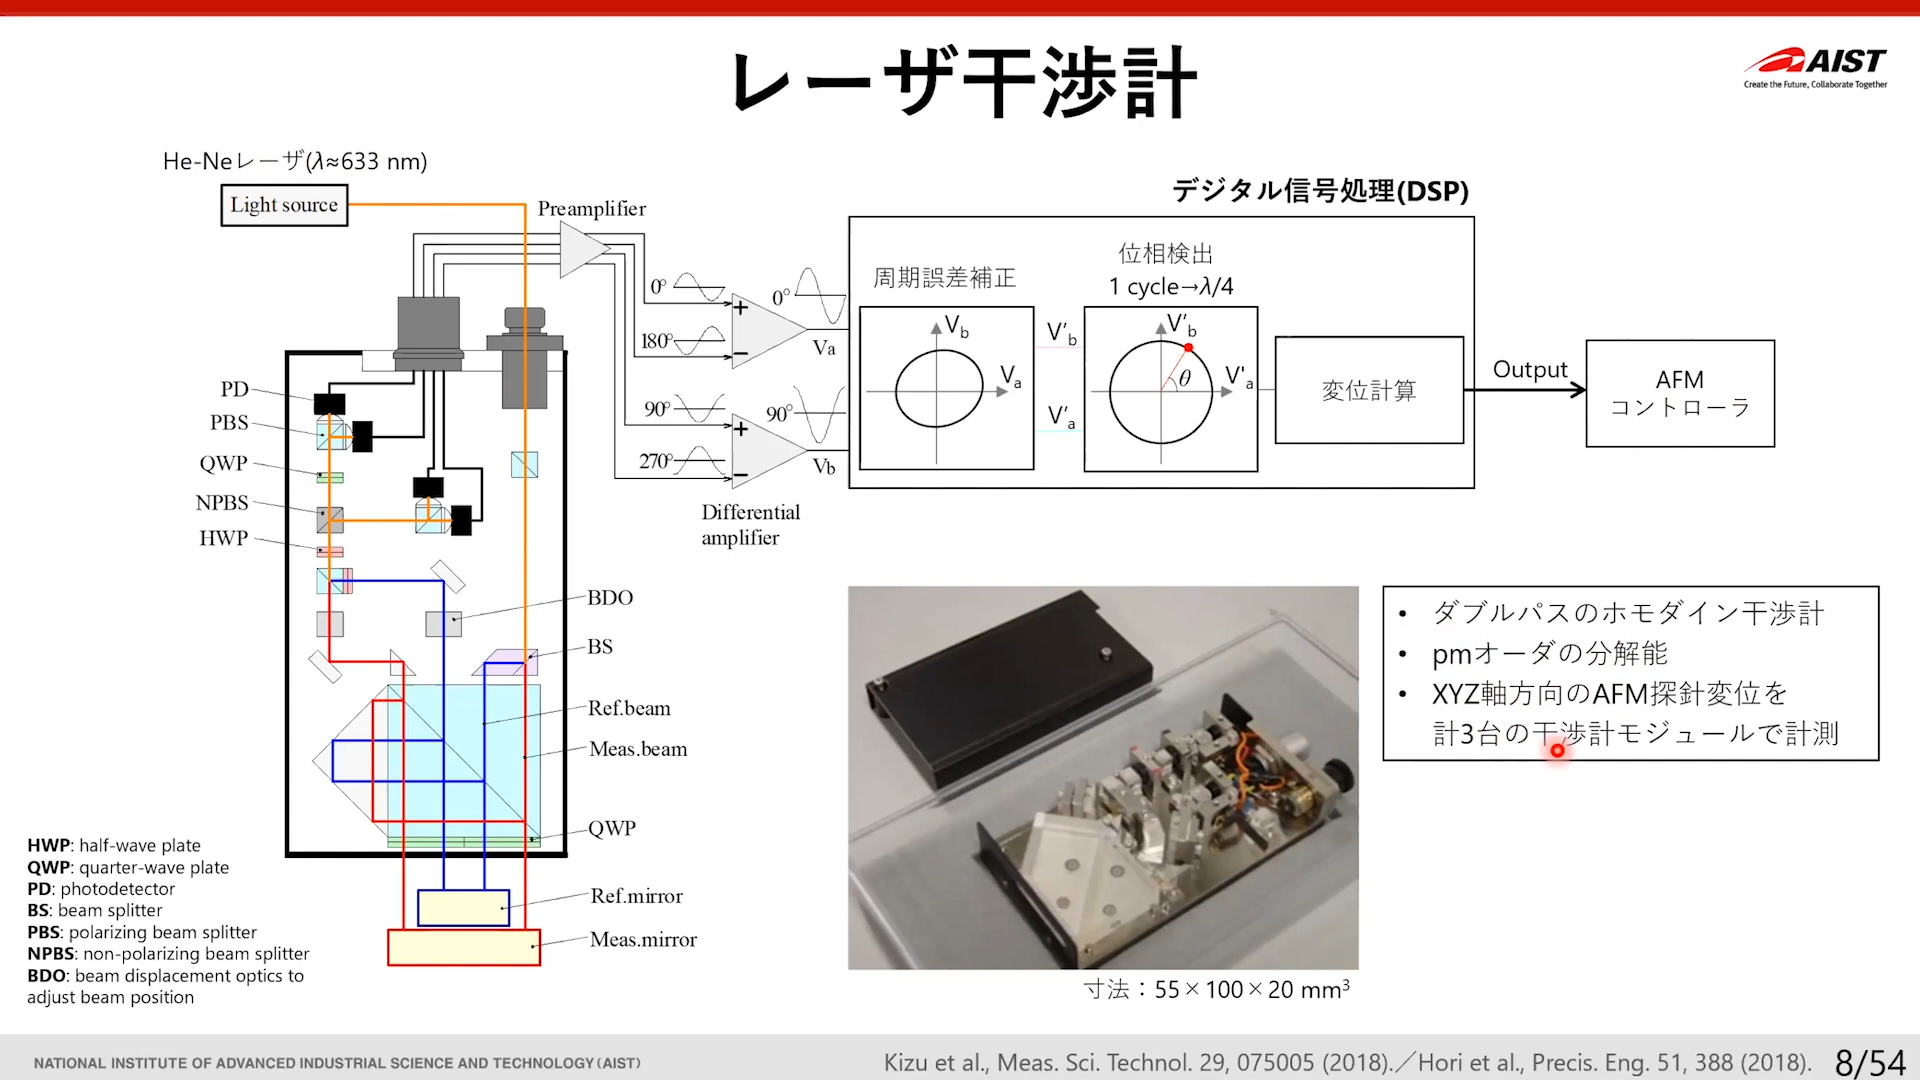 レーザ干渉計
AIST
Create the Future, Collaborate Together
He-Neレーザ(λ≈633 nm)
Light source
Preamplifier
0°
180°
90°
270°
0°
90°
Va
Vb
Differential
amplifier
デジタル信号処理(DSP)
周期誤差補正
Vb
Va
V'b
V'a
位相検出
1 cycle→λ/4
V'b
V'a
θ
変位計算
Output
AFM
コントローラ
PD
PBS
QWP
NPBS
HWP
BDO
BS
Ref.beam
Meas.beam
QWP
Ref.mirror
Meas.mirror
HWP: half-wave plate
QWP: quarter-wave plate
PD: photodetector
BS: beam splitter
PBS: polarizing beam splitter
NPBS: non-polarizing beam splitter
BDO: beam displacement optics to
adjust beam position
寸法：55×100×20 mm³
• ダブルパスのホモダイン干渉計
• pmオーダの分解能
• XYZ軸方向のAFM探針変位を
計3台の干渉計モジュールで計測
NATIONAL INSTITUTE OF ADVANCED INDUSTRIAL SCIENCE AND TECHNOLOGY (AIST)
Kizu et al., Meas. Sci. Technol. 29, 075005 (2018).／Hori et al., Precis. Eng. 51, 388 (2018).
8/54